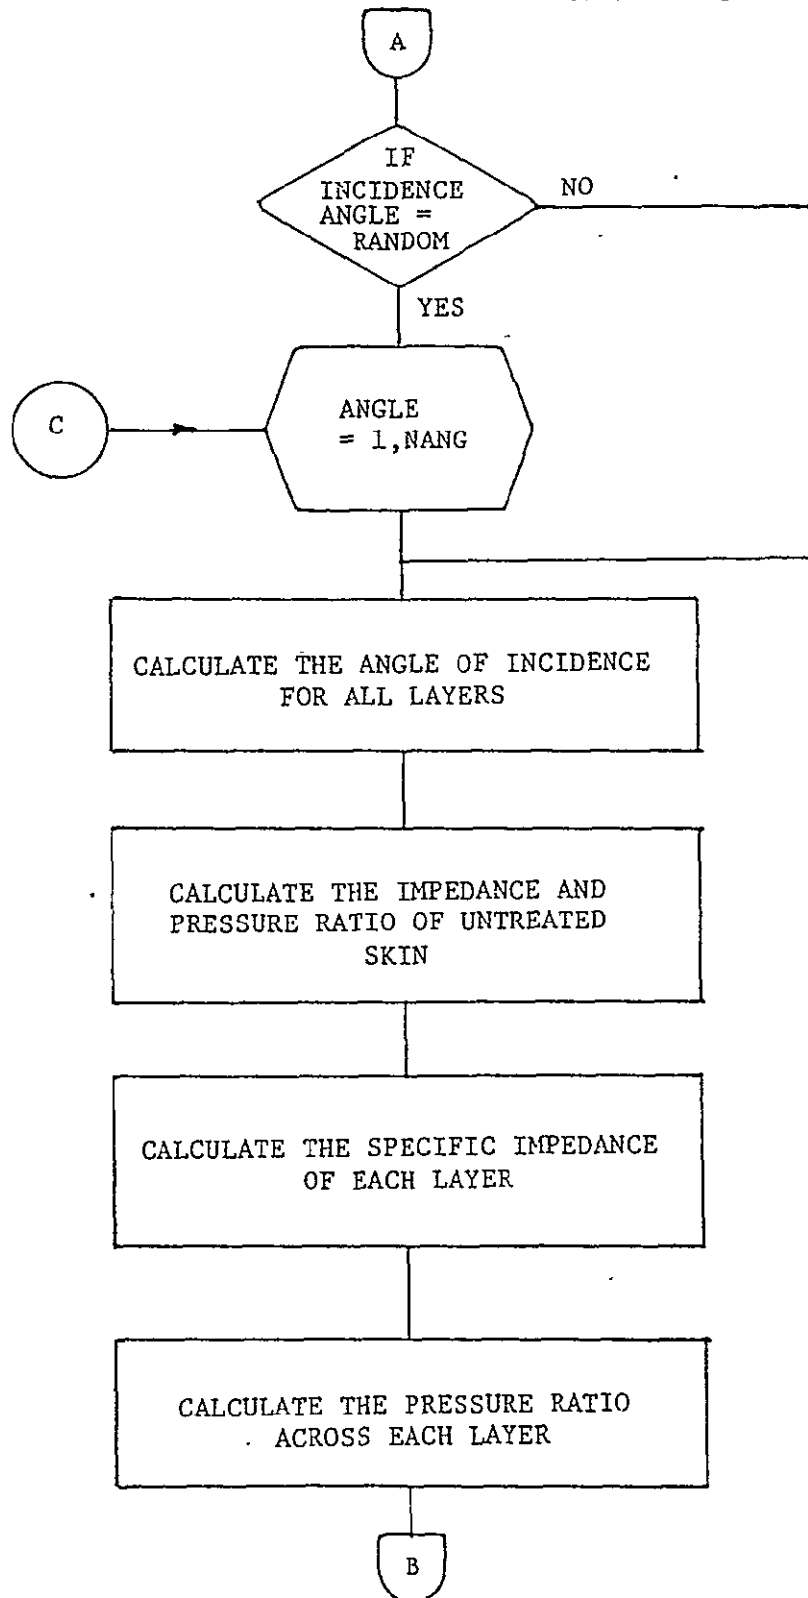 A
IF
INCIDENCE
ANGLE =
RANDOM
NO
YES
C
ANGLE
= 1,NANG
CALCULATE THE ANGLE OF INCIDENCE
FOR ALL LAYERS
CALCULATE THE IMPEDANCE AND
PRESSURE RATIO OF UNTREATED
SKIN
CALCULATE THE SPECIFIC IMPEDANCE
OF EACH LAYER
CALCULATE THE PRESSURE RATIO
ACROSS EACH LAYER
B